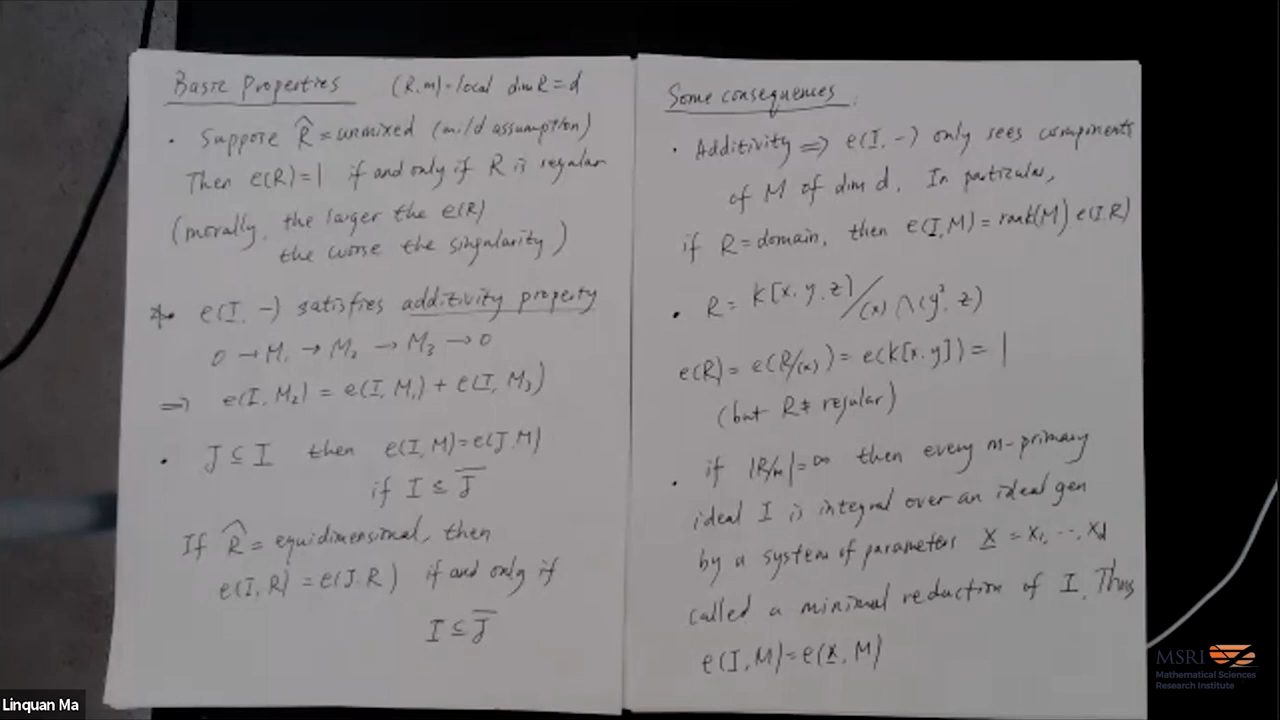 Basic Properties (R,m)-local dim R = d
· Suppose R̂ = unmixed (mild assumption)
Then e(R)=1 if and only if R is regular
(morally, the larger the e(R)
the worse the singularity)
* e(I,-) satisfies additivity property
0 → M₁ → M₂ → M₃ → 0
⟹ e(I,M₂) = e(I,M₁) + e(I,M₃)
· J ⊆ I then e(I,M)=e(J,M)
if I ⊆ J̅
If R̂ = equidimensional, then
e(I,R) = e(J,R) if and only if
I ⊆ J̅
Some consequences.
· Additivity ⟹ e(I,-) only sees components
of M of dim d. In particular,
if R=domain, then e(I,M)=rank(M)·e(I,R)
· R = k[x,y,z]/(x)∩(y²,z)
e(R) = e(R/(x)) = e(k[x,y]) = 1
(but R≠ regular)
· if |R/m|=∞ then every m-primary
ideal I is integral over an ideal gen
by a system of parameters x = x₁, ..., x_d
called a minimal reduction of I. Thus
e(I,M)=e(x,M)
MSRI
Mathematical Sciences
Research Institute
Linquan Ma